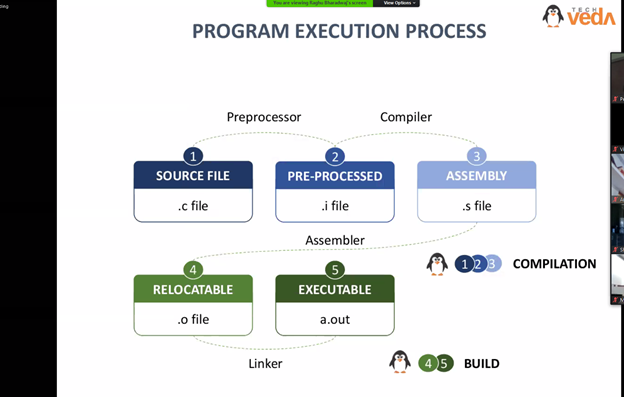 You are viewing Raghu Bharadwaj's screen
View Options
TECH
VEDA
PROGRAM EXECUTION PROCESS
Preprocessor
Compiler
1
2
3
SOURCE FILE
PRE-PROCESSED
ASSEMBLY
.c file
.i file
.s file
Assembler
4
5
RELOCATABLE
EXECUTABLE
1 2 3 COMPILATION
.o file
a.out
Linker
4 5 BUILD